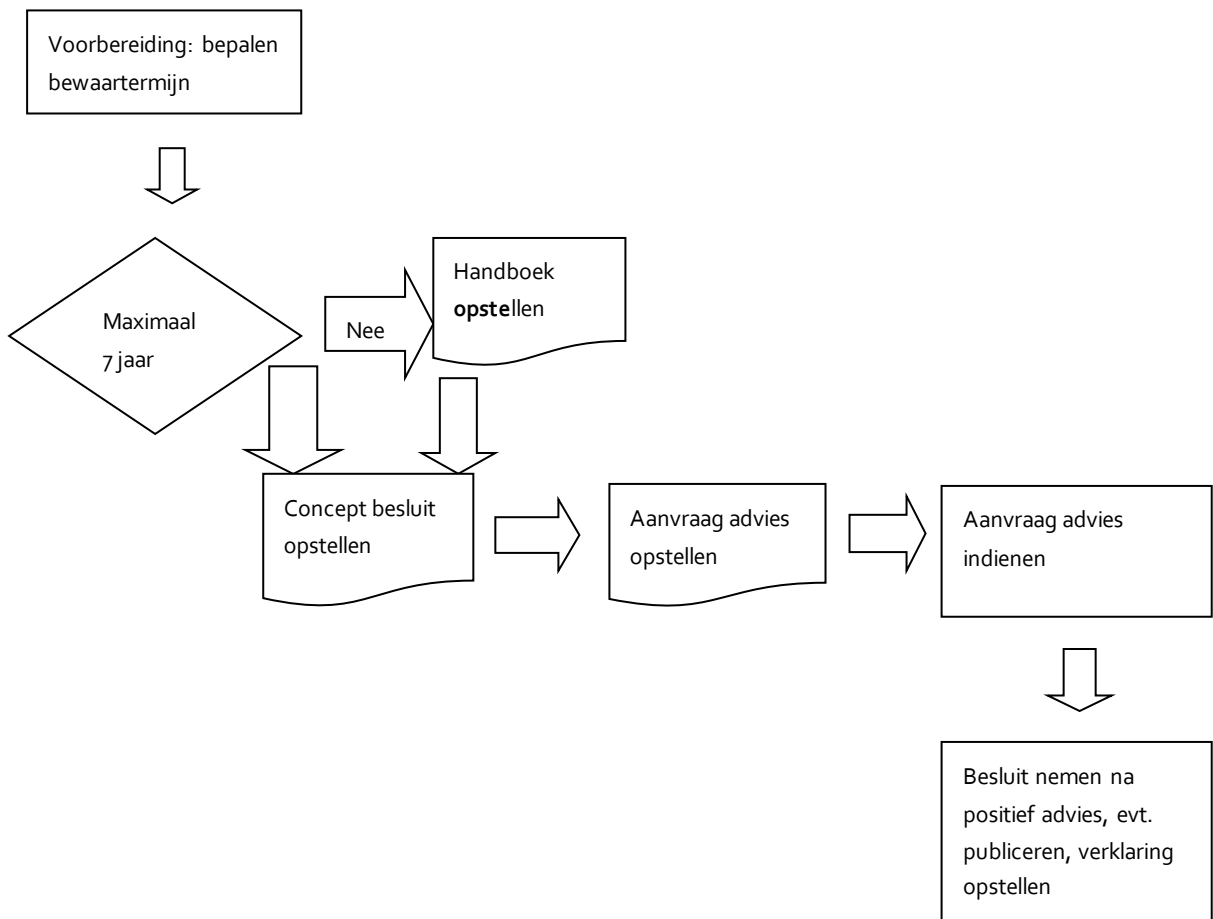 Voorbereiding: bepalen
bewaartermijn
Maximaal
7 jaar
Nee
Handboek
opstellen
Concept besluit
opstellen
Aanvraag advies
opstellen
Aanvraag advies
indienen
Besluit nemen na
positief advies, evt.
publiceren, verklaring
opstellen